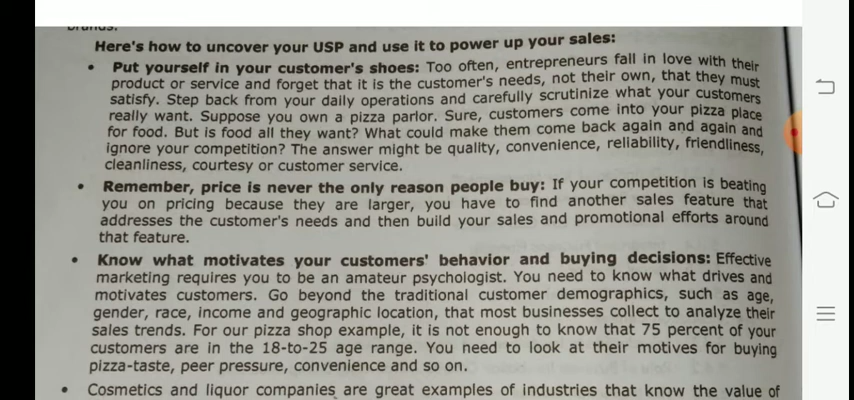 brands.
Here's how to uncover your USP and use it to power up your sales:
• Put yourself in your customer's shoes: Too often, entrepreneurs fall in love with their
product or service and forget that it is the customer's needs, not their own, that they must
satisfy. Step back from your daily operations and carefully scrutinize what your customers
really want. Suppose you own a pizza parlor. Sure, customers come into your pizza place
for food. But is food all they want? What could make them come back again and again and
ignore your competition? The answer might be quality, convenience, reliability, friendliness,
cleanliness, courtesy or customer service.
• Remember, price is never the only reason people buy: If your competition is beating
you on pricing because they are larger, you have to find another sales feature that
addresses the customer's needs and then build your sales and promotional efforts around
that feature.
• Know what motivates your customers' behavior and buying decisions: Effective
marketing requires you to be an amateur psychologist. You need to know what drives and
motivates customers. Go beyond the traditional customer demographics, such as age,
gender, race, income and geographic location, that most businesses collect to analyze their
sales trends. For our pizza shop example, it is not enough to know that 75 percent of your
customers are in the 18-to-25 age range. You need to look at their motives for buying
pizza-taste, peer pressure, convenience and so on.
• Cosmetics and liquor companies are great examples of industries that know the value of